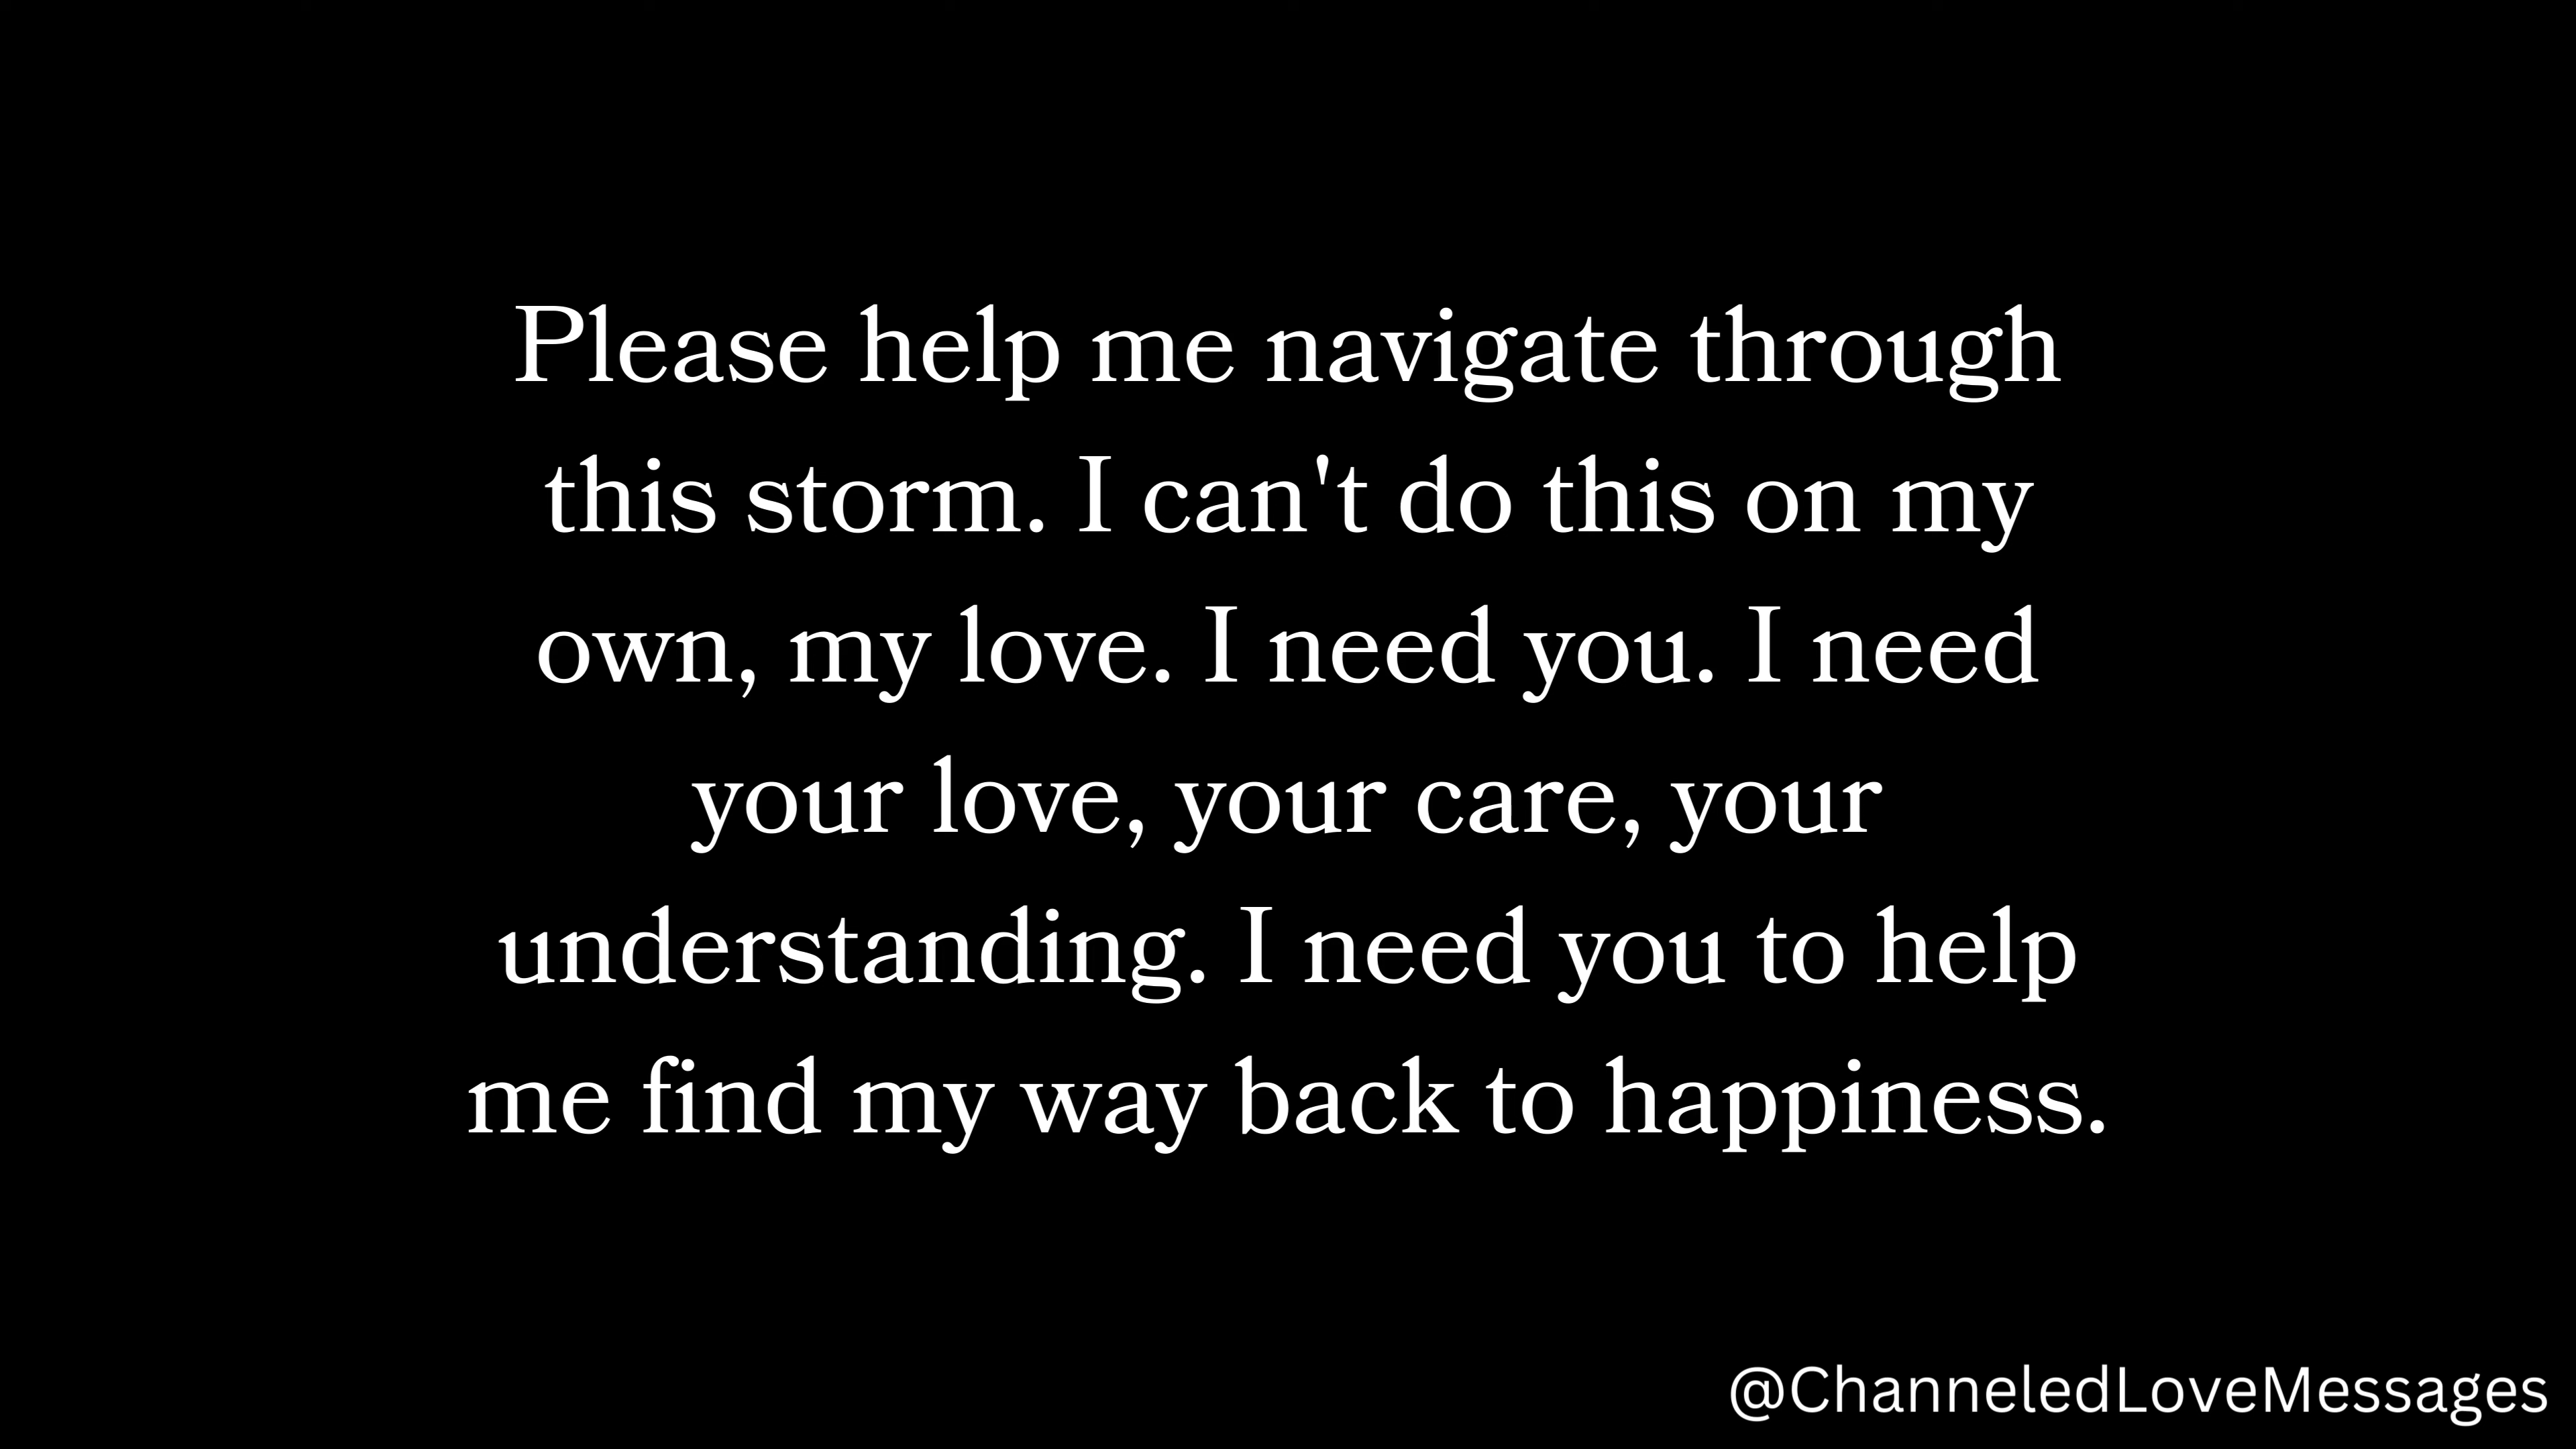 Please help me navigate through
this storm. I can't do this on my
own, my love. I need you. I need
your love, your care, your
understanding. I need you to help
me find my way back to happiness.
@ChanneledLoveMessages